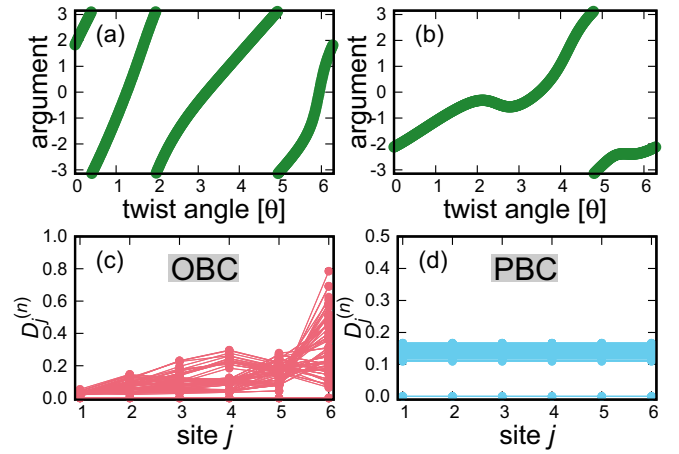 3
2
1
0
-1
-2
-3
argument
(a)
0 1 2 3 4 5 6
twist angle [θ]
3
2
1
0
-1
-2
-3
argument
(b)
0 1 2 3 4 5 6
twist angle [θ]
1.0
0.8
0.6
0.4
0.2
0.0
D_j^{(n)}
(c)
OBC
1 2 3 4 5 6
site j
0.5
0.4
0.3
0.2
0.1
0.0
D_j^{(n)}
(d)
PBC
1 2 3 4 5 6
site j